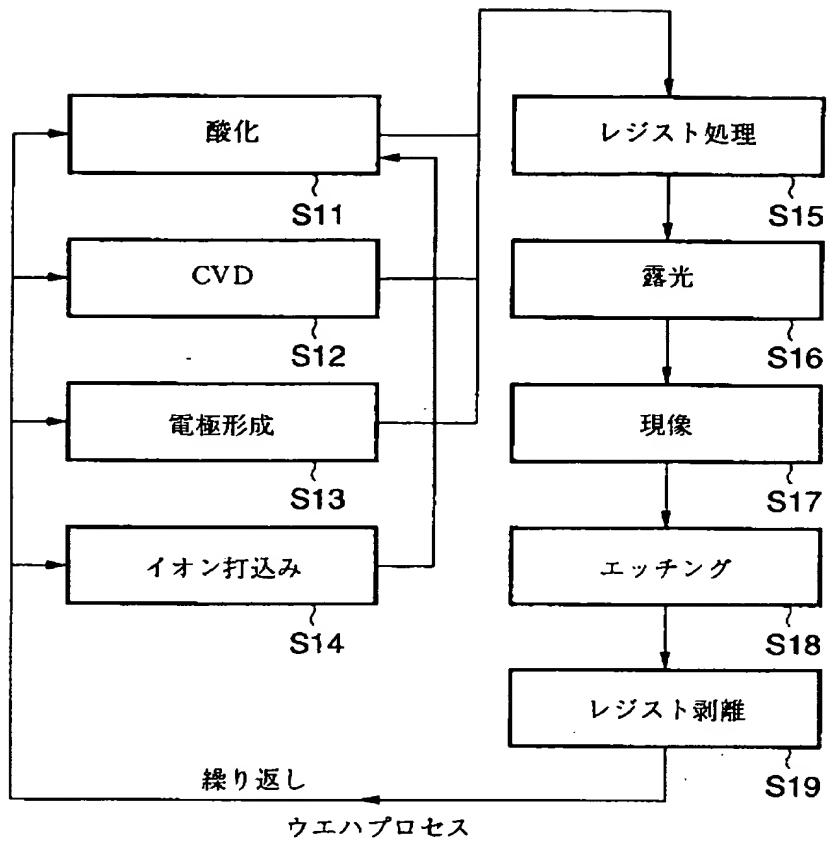 酸化
S11
CVD
S12
電極形成
S13
イオン打込み
S14
レジスト処理
S15
露光
S16
現像
S17
エッチング
S18
レジスト剥離
S19
繰り返し
ウエハプロセス